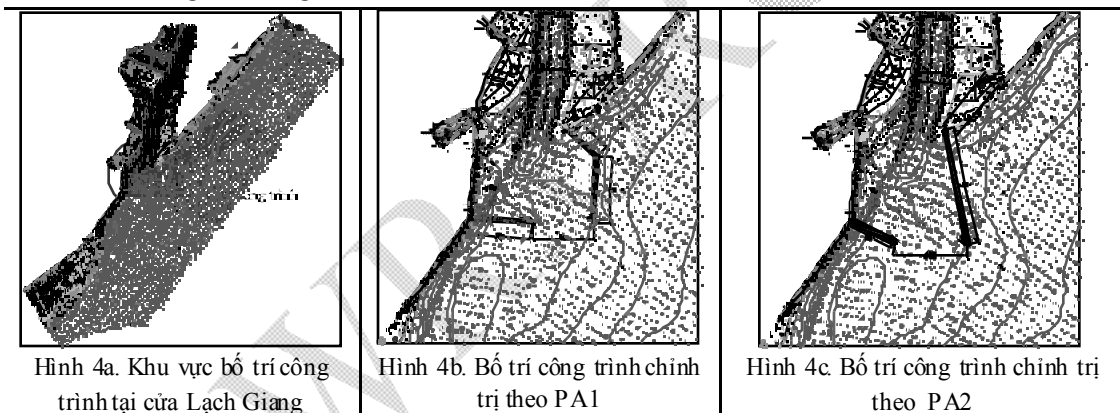 Hình 4a. Khu vực bố trí công
trình tại cửa Lạch Giang
Hình 4b. Bố trí công trình chỉnh
trị theo PA1
Hình 4c. Bố trí công trình chỉnh trị
theo PA2